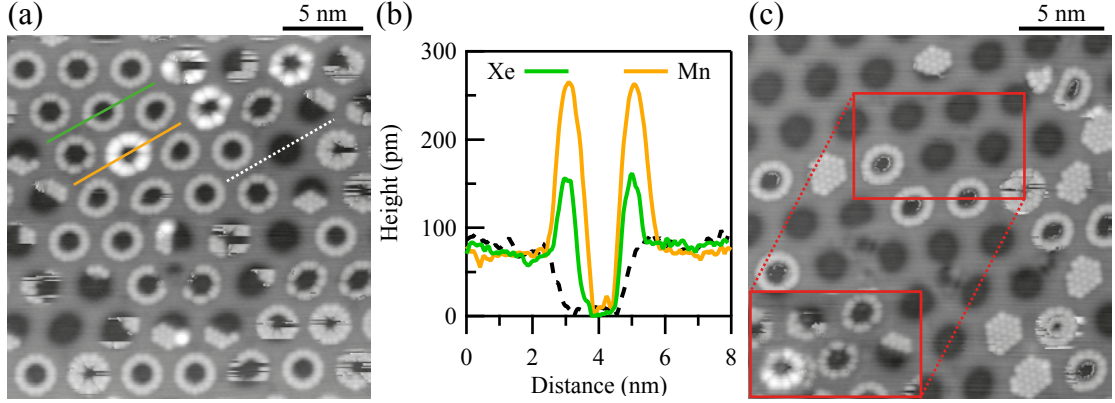 (a)
5 nm
(b)
300
200
100
0
Height (pm)
Xe
Mn
0
2
4
6
8
Distance (nm)
(c)
5 nm